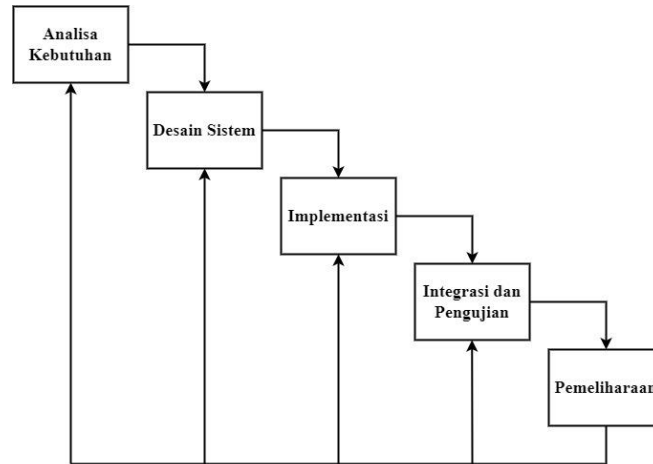 Analisa
Kebutuhan
Desain Sistem
Implementasi
Integrasi dan
Pengujian
Pemeliharaan